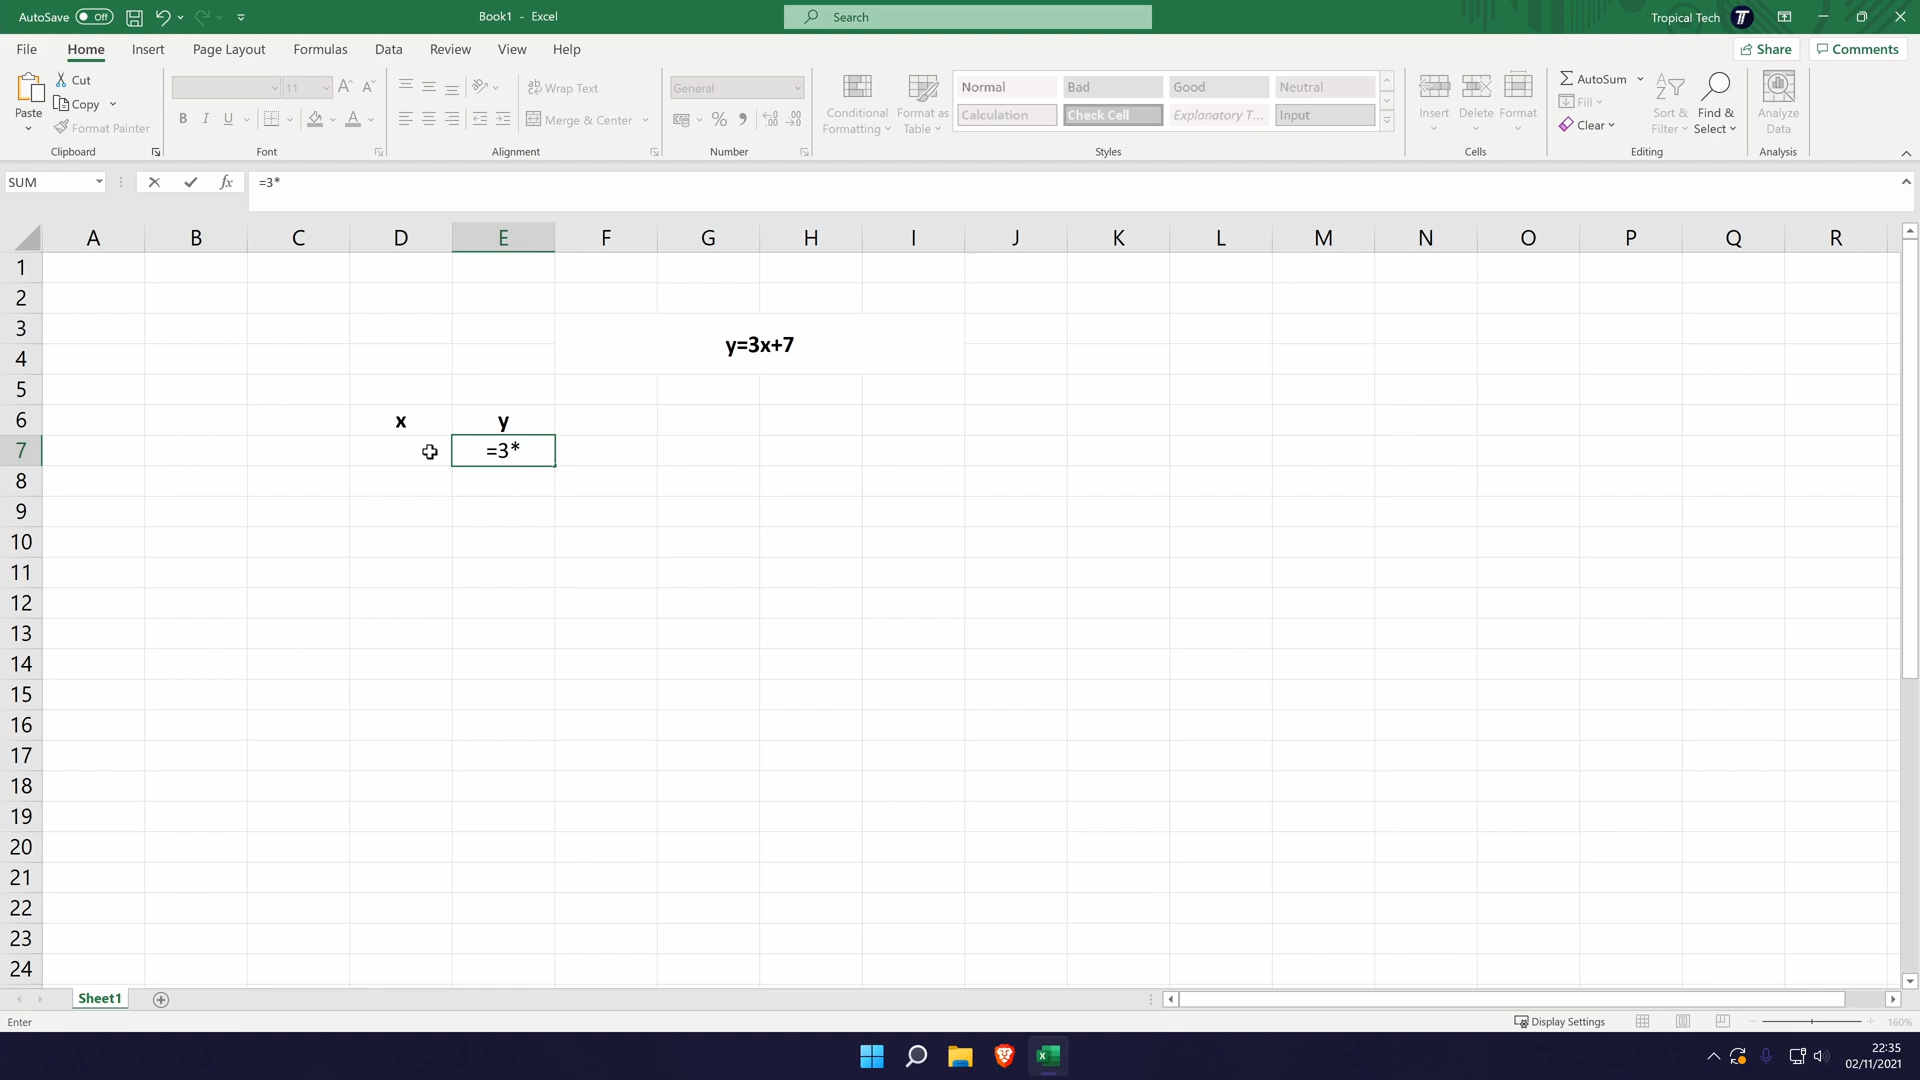 AutoSave Off Book1 - Excel Search Tropical Tech
File Home Insert Page Layout Formulas Data Review View Help Share Comments
Paste Cut Copy Format Painter Clipboard
11 B I U A Font
ab Wrap Text Merge & Center Alignment
General % Number
Conditional Formatting Format as Table
Normal Bad Good Neutral
Calculation Check Cell Explanatory T... Input
Styles
Insert Delete Format Cells
AutoSum Fill Clear Sort & Filter Find & Select Editing
Analyze Data Analysis
SUM fx =3*
A B C D E F G H I J K L M N O P Q R
1
2
3
y=3x+7
4
5
6 x y
7 =3*
8
9
10
11
12
13
14
15
16
17
18
19
20
21
22
23
24
Sheet1
Enter Display Settings 160%
22:35
02/11/2021